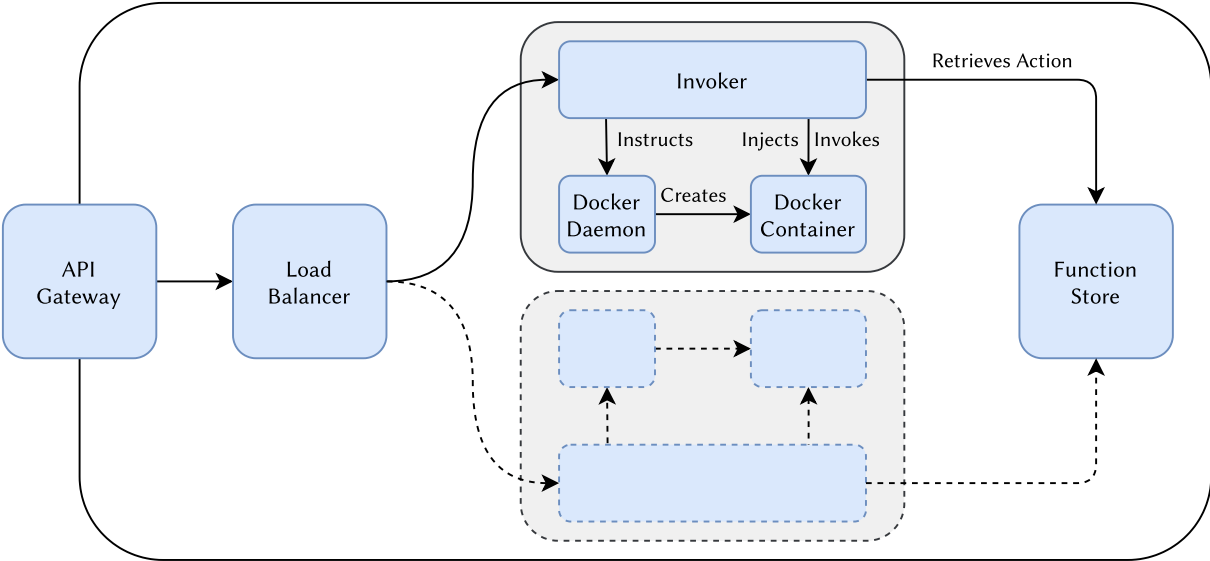 Retrieves Action
Invoker
Instructs
Injects
Invokes
Docker
Daemon
Creates
Docker
Container
API
Gateway
Load
Balancer
Function
Store